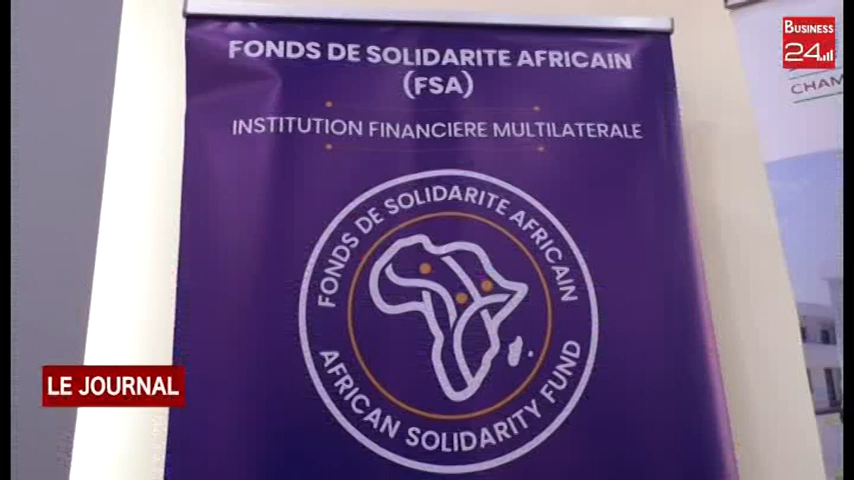 FONDS DE SOLIDARITE AFRICAIN
(FSA)
INSTITUTION FINANCIERE MULTILATERALE
FONDS DE SOLIDARITE AFRICAIN
AFRICAN SOLIDARITY FUND
BUSINESS
24
CHAM
LE JOURNAL